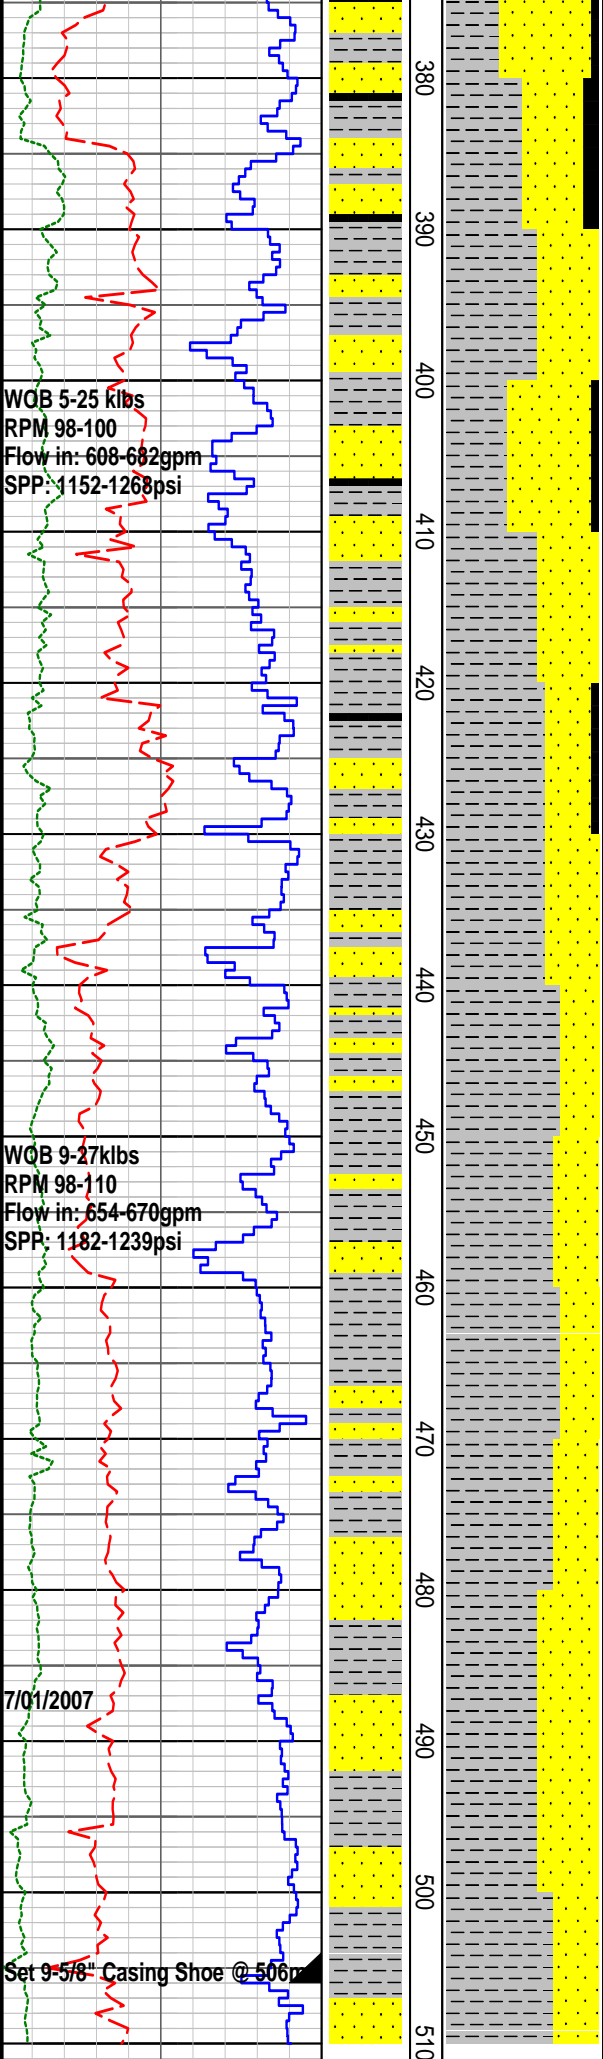 380
390
400
WOB 5-25 klbs
RPM 98-100
Flow in: 608-682gpm
SPP: 1152-1268psi
410
420
430
440
450
WOB 9-27klbs
RPM 98-110
Flow in: 654-670gpm
SPP: 1182-1239psi
460
470
480
7/01/2007
490
500
Set 9-5/8" Casing Shoe @ 506m
510